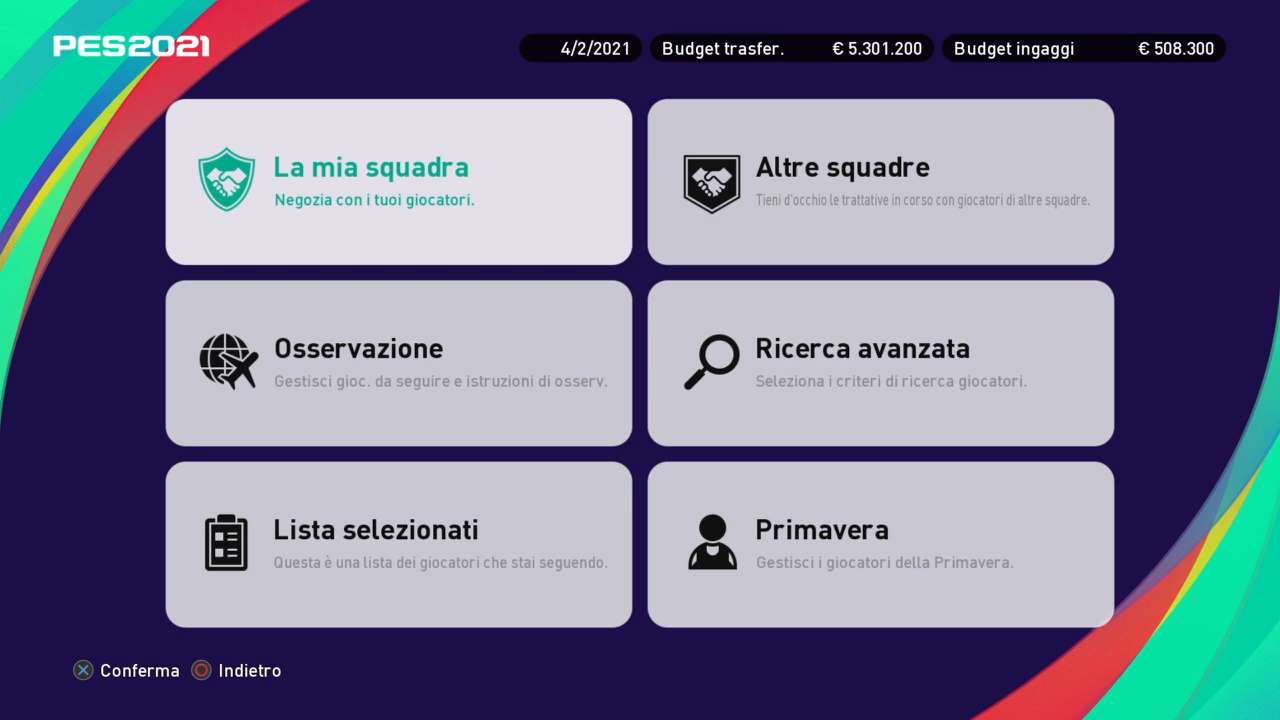 PES2021
4/2/2021
Budget trasfer. € 5.301.200
Budget ingaggi € 508.300
La mia squadra
Negozia con i tuoi giocatori.
Altre squadre
Tieni d'occhio le trattative in corso con giocatori di altre squadre.
Osservazione
Gestisci gioc. da seguire e istruzioni di osserv.
Ricerca avanzata
Seleziona i criteri di ricerca giocatori.
Lista selezionati
Questa è una lista dei giocatori che stai seguendo.
Primavera
Gestisci i giocatori della Primavera.
Conferma Indietro